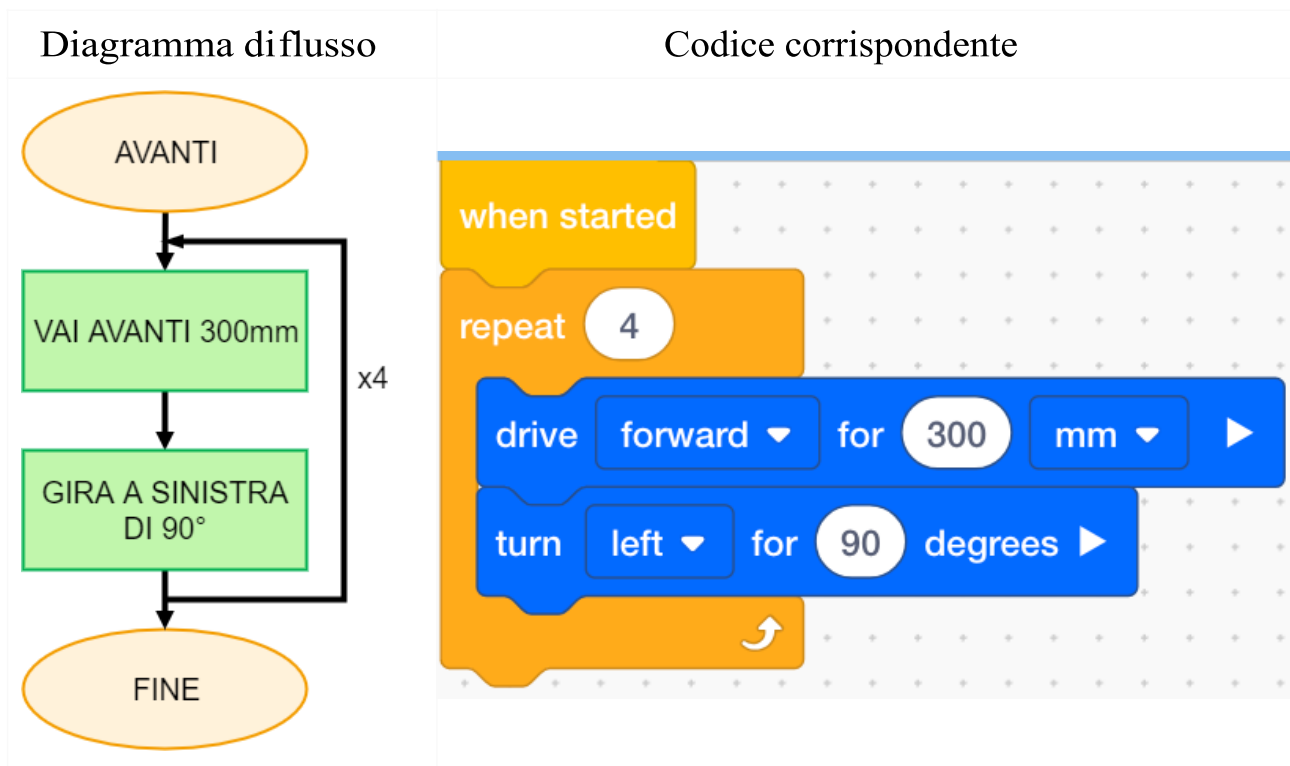 Diagramma di flusso
Codice corrispondente
AVANTI
VAI AVANTI 300mm
x4
GIRA A SINISTRA
DI 90°
FINE
when started
repeat 4
drive forward for 300 mm
turn left for 90 degrees